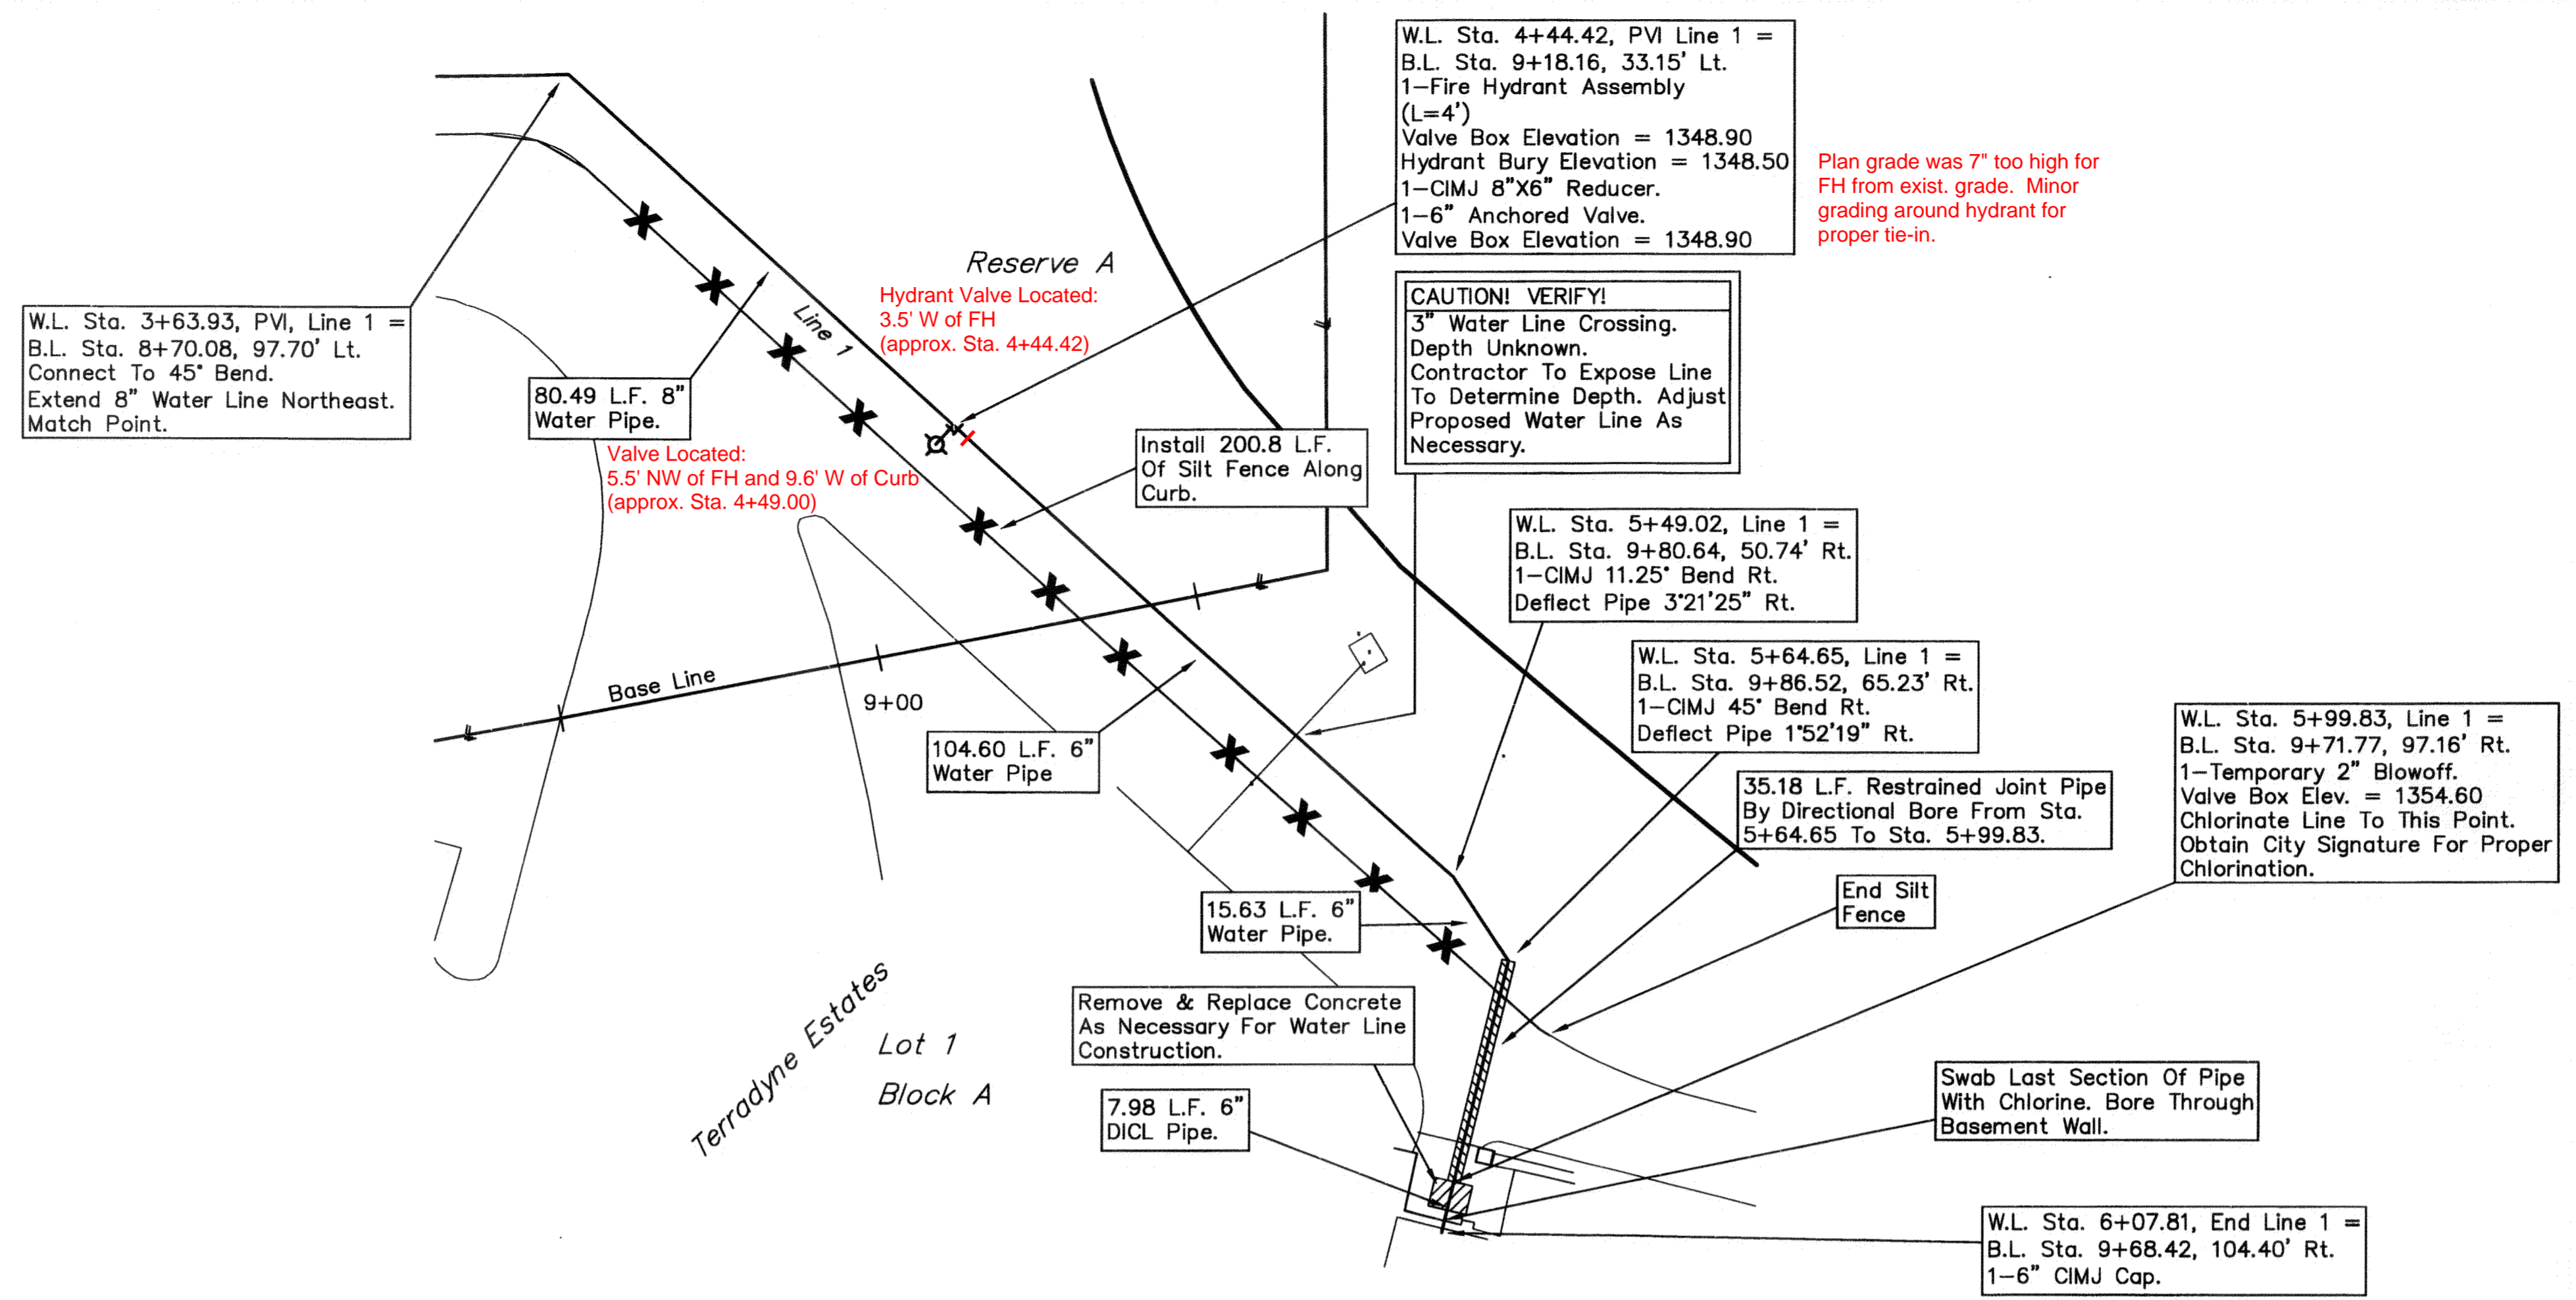 W.L. Sta. 4+44.42, PVI Line 1 =
B.L. Sta. 9+18.16, 33.15' Lt.
1-Fire Hydrant Assembly
(L=4')
Valve Box Elevation = 1348.90
Hydrant Bury Elevation = 1348.50
1-CIMJ 8"X6" Reducer.
1-6" Anchored Valve.
Valve Box Elevation = 1348.90
Plan grade was 7" too high for
FH from exist. grade. Minor
grading around hydrant for
proper tie-in.
Reserve A
Hydrant Valve Located:
3.5' W of FH
(approx. Sta. 4+44.42)
Line 1
CAUTION! VERIFY!
3" Water Line Crossing.
Depth Unknown.
Contractor To Expose Line
To Determine Depth. Adjust
Proposed Water Line As
Necessary.
W.L. Sta. 3+63.93, PVI, Line 1 =
B.L. Sta. 8+70.08, 97.70' Lt.
Connect To 45° Bend.
Extend 8" Water Line Northeast.
Match Point.
80.49 L.F. 8"
Water Pipe.
Valve Located:
5.5' NW of FH and 9.6' W of Curb
(approx. Sta. 4+49.00)
Install 200.8 L.F.
Of Silt Fence Along
Curb.
W.L. Sta. 5+49.02, Line 1 =
B.L. Sta. 9+80.64, 50.74' Rt.
1-CIMJ 11.25° Bend Rt.
Deflect Pipe 3°21'25" Rt.
Base Line
9+00
W.L. Sta. 5+64.65, Line 1 =
B.L. Sta. 9+86.52, 65.23' Rt.
1-CIMJ 45° Bend Rt.
Deflect Pipe 1°52'19" Rt.
104.60 L.F. 6"
Water Pipe
35.18 L.F. Restrained Joint Pipe
By Directional Bore From Sta.
5+64.65 To Sta. 5+99.83.
W.L. Sta. 5+99.83, Line 1 =
B.L. Sta. 9+71.77, 97.16' Rt.
1-Temporary 2" Blowoff.
Valve Box Elev. = 1354.60
Chlorinate Line To This Point.
Obtain City Signature For Proper
Chlorination.
15.63 L.F. 6"
Water Pipe.
End Silt
Fence
Terradyne Estates
Lot 1
Block A
Remove & Replace Concrete
As Necessary For Water Line
Construction.
7.98 L.F. 6"
DICL Pipe.
Swab Last Section Of Pipe
With Chlorine. Bore Through
Basement Wall.
W.L. Sta. 6+07.81, End Line 1 =
B.L. Sta. 9+68.42, 104.40' Rt.
1-6" CIMJ Cap.